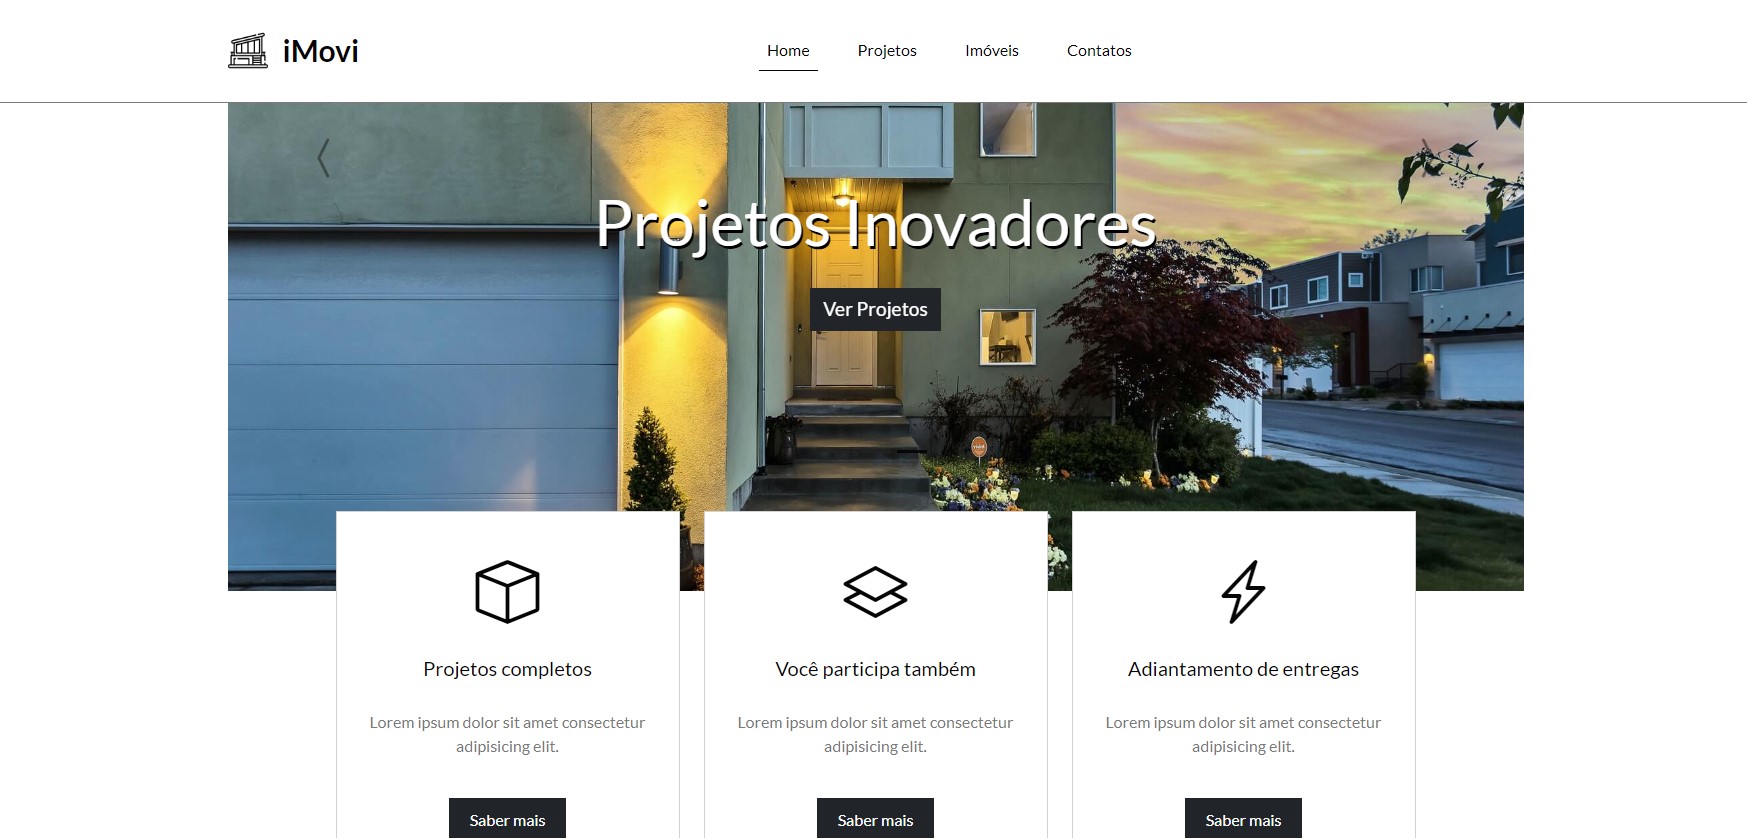 iMovi
Home
Projetos
Imóveis
Contatos
Projetos Inovadores
Ver Projetos
Projetos completos
Lorem ipsum dolor sit amet consectetur
adipisicing elit.
Saber mais
Você participa também
Lorem ipsum dolor sit amet consectetur
adipisicing elit.
Saber mais
Adiantamento de entregas
Lorem ipsum dolor sit amet consectetur
adipisicing elit.
Saber mais